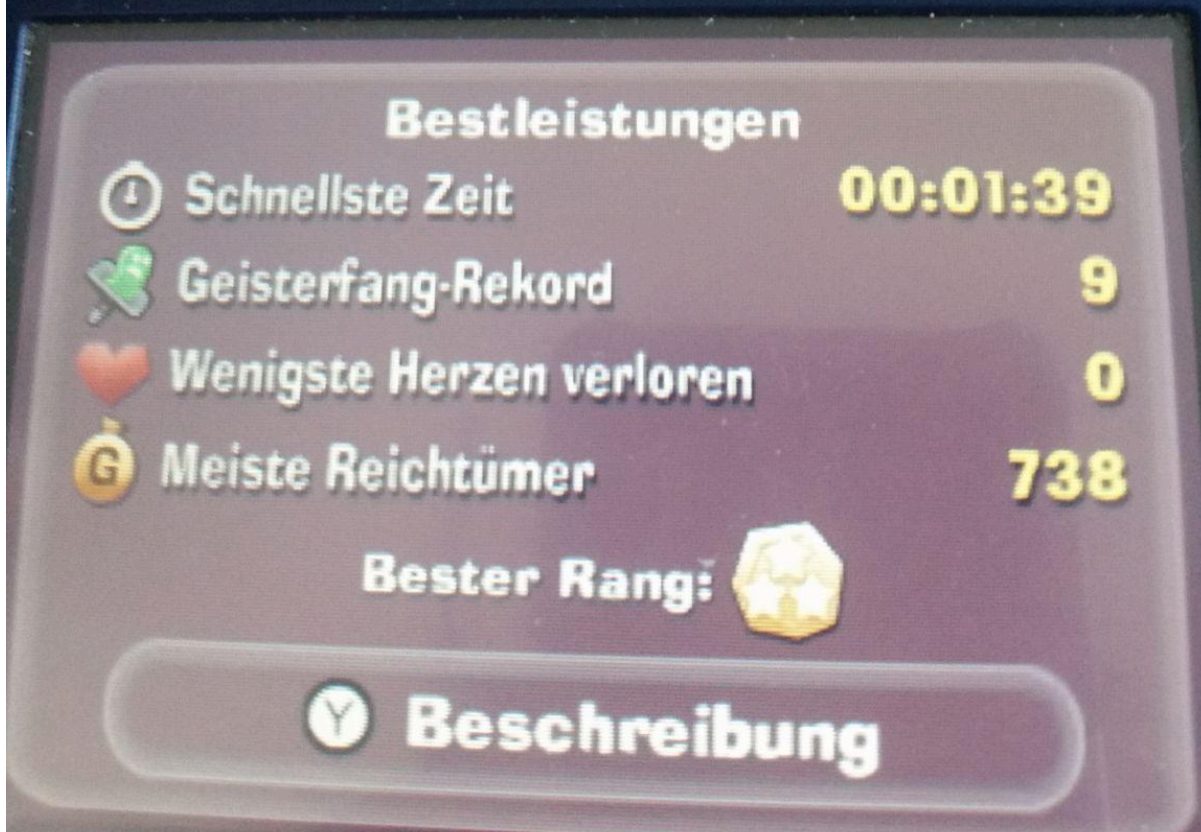 Bestleistungen
Schnellste Zeit 00:01:39
Geisterfang-Rekord 9
Wenigste Herzen verloren 0
G Meiste Reichtümer 738
Bester Rang:
Y Beschreibung